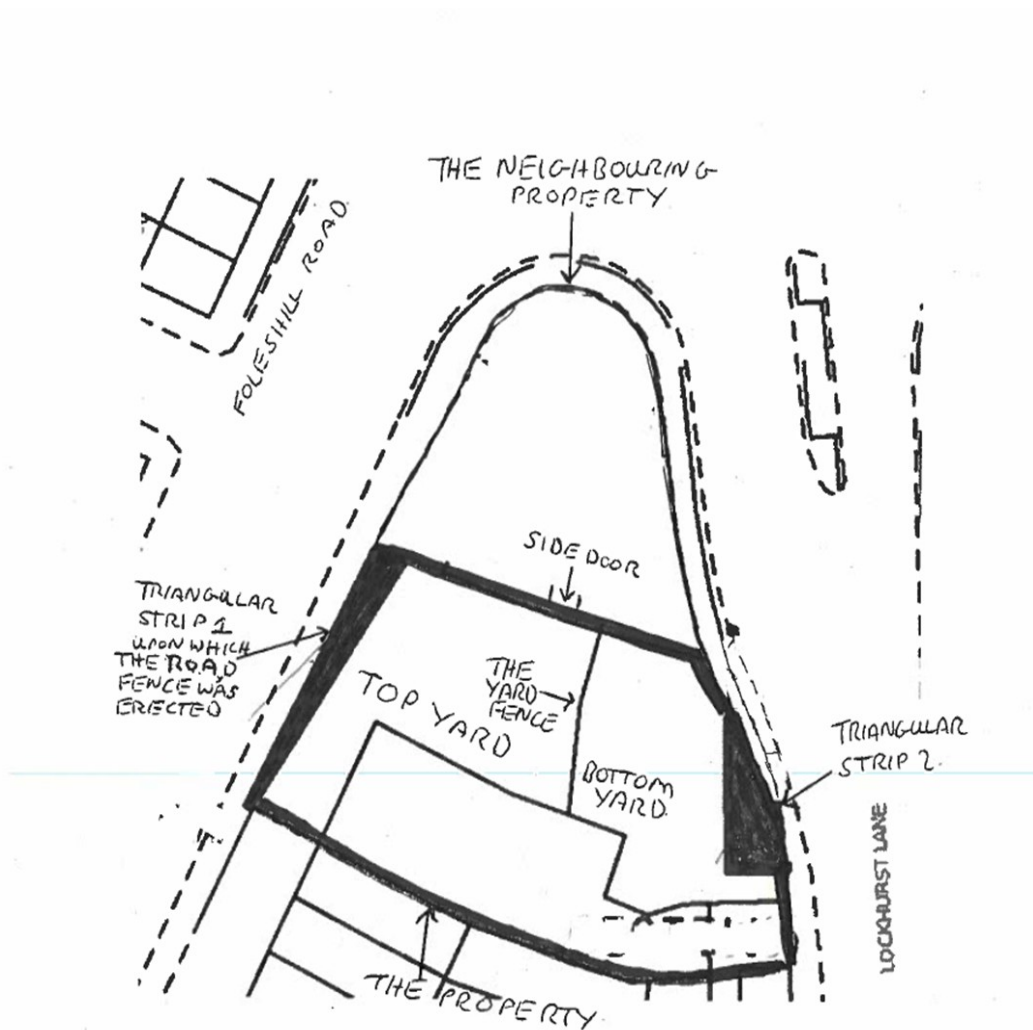 THE NEIGHBOURING
PROPERTY
FOLESHILL ROAD.
SIDE DOOR
TRIANGULAR
STRIP 1
UPON WHICH
THE ROAD
FENCE WAS
ERECTED
THE
YARD
FENCE
TOP YARD
BOTTOM
YARD.
TRIANGULAR
STRIP 2.
LOCKHURST LANE
THE PROPERTY.